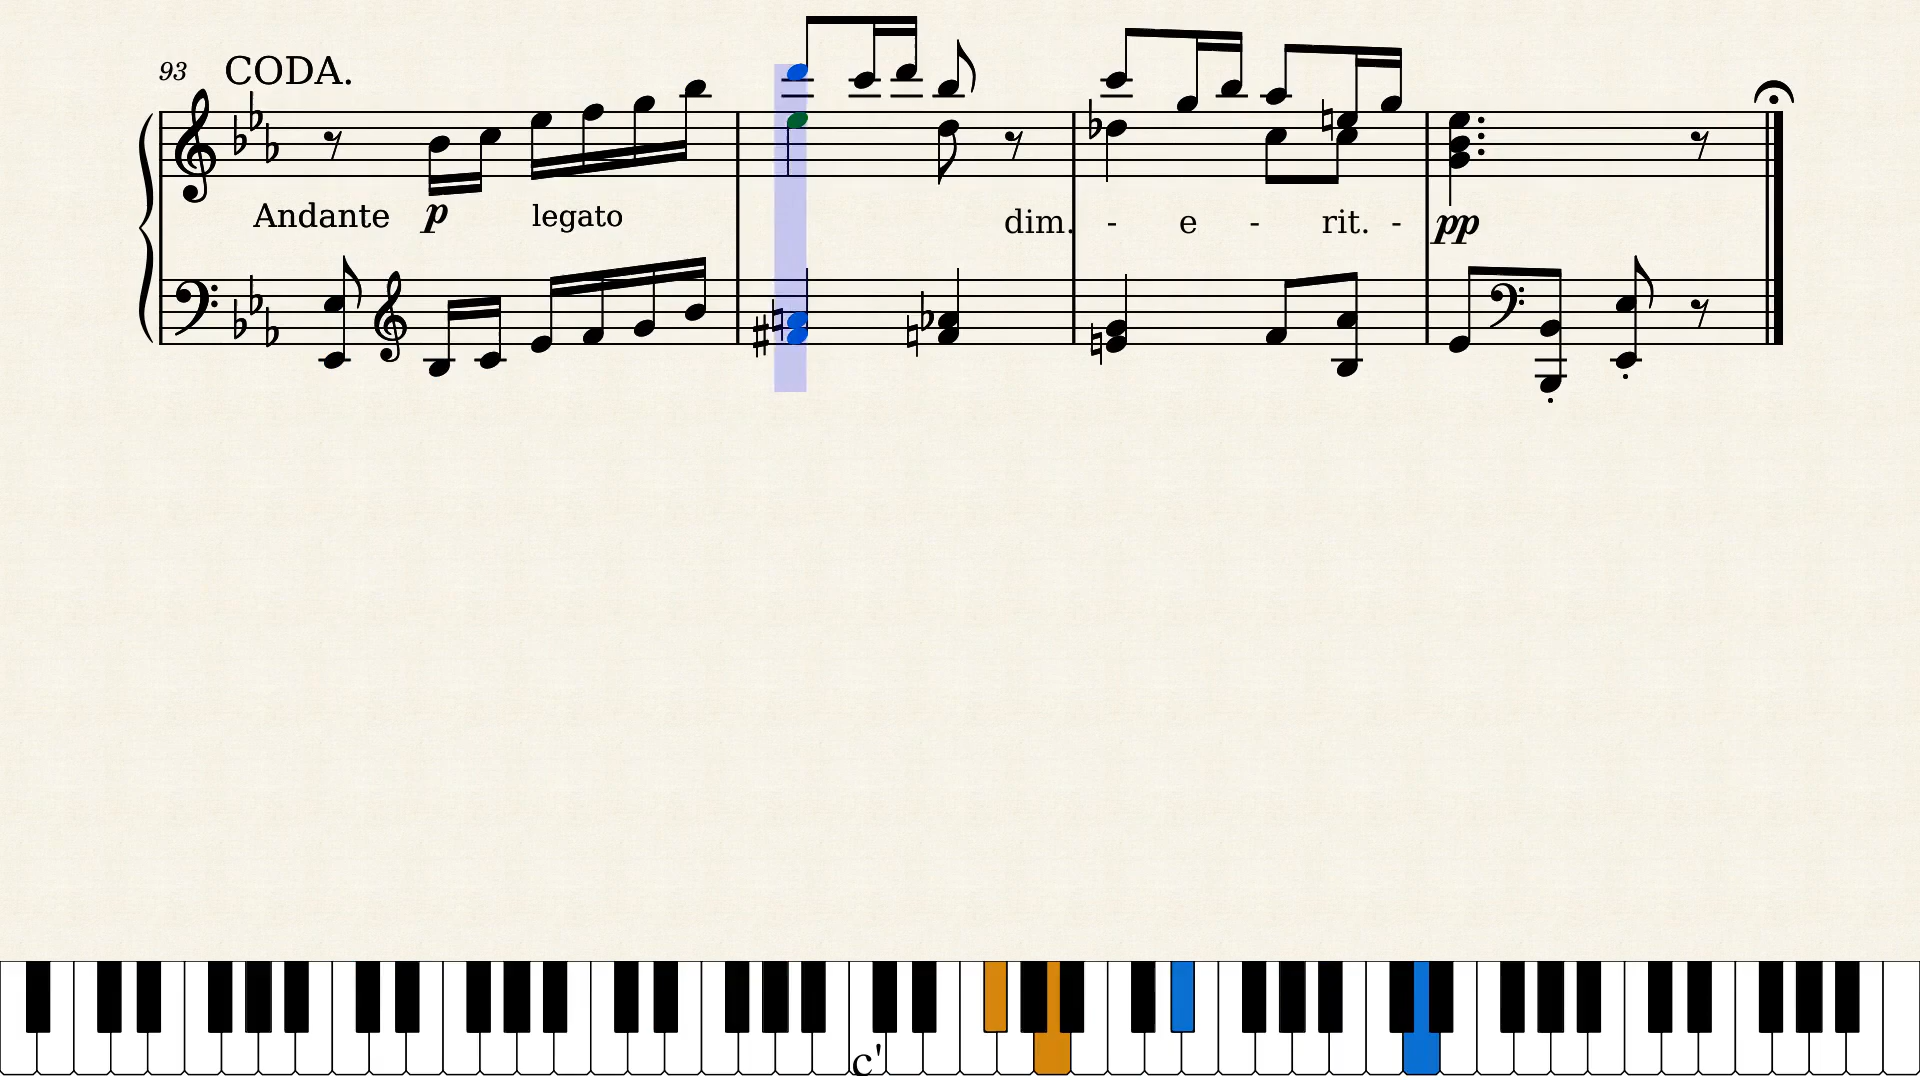 93 CODA.
Andante p legato dim. - e - rit. - pp
c'